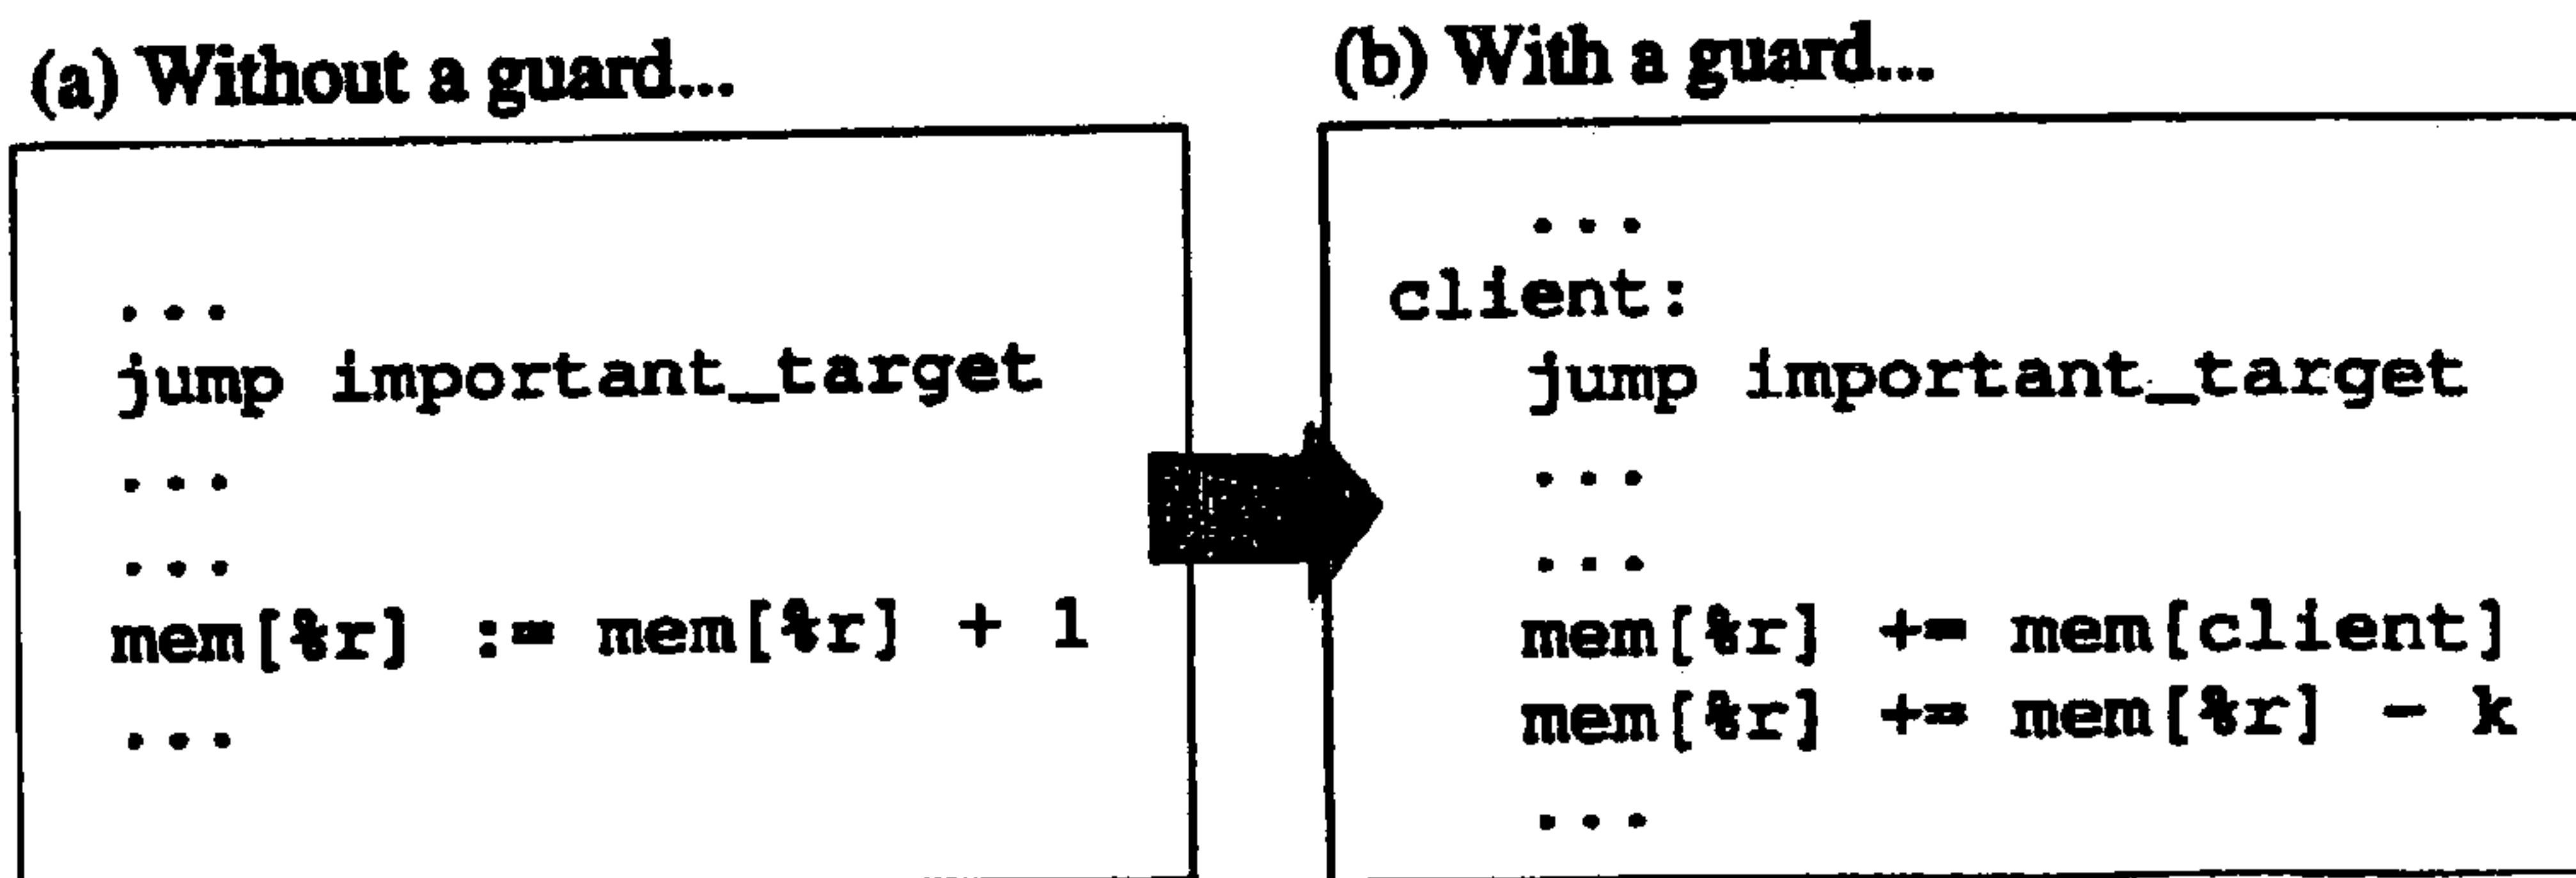 (a) Without a guard...
...
jump important_target
...
...
mem[%r] := mem[%r] + 1
...
(b) With a guard...
...
client:
jump important_target
...
...
mem[%r] += mem[client]
mem[%r] += mem[%r] - k
...